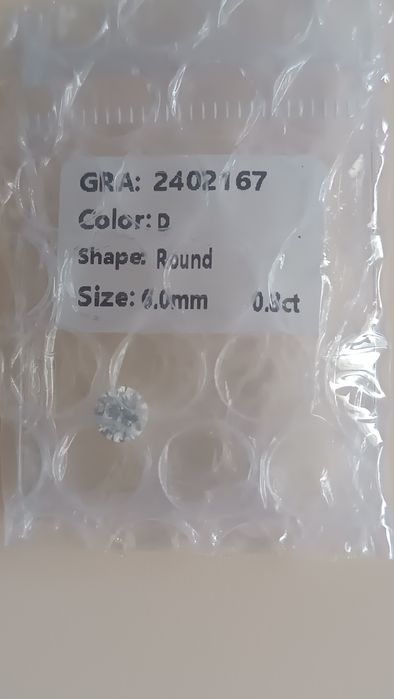 GRA: 2402167
Color: D
Shape: Round
Size: 6.0mm 0.8ct